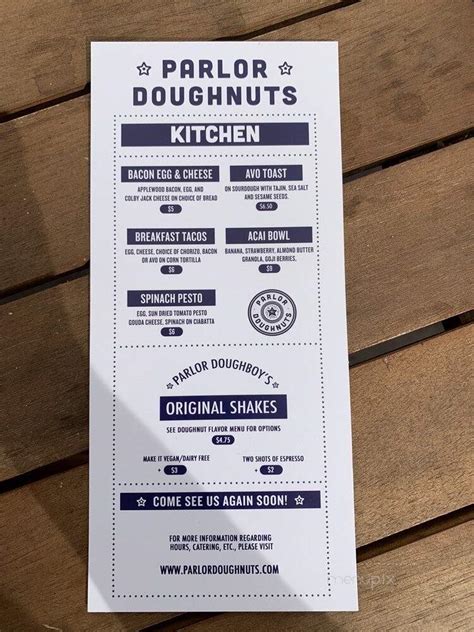 PARLOR
DOUGHNUTS
KITCHEN
BACON EGG & CHEESE
APPLEWOOD BACON, EGG, AND
COLBY JACK CHEESE ON CHOICE OF BREAD
$5
AVO TOAST
ON SOURDOUGH WITH TAJIN, SEA SALT
AND SESAME SEEDS.
$6.50
BREAKFAST TACOS
EGG, CHEESE, CHOICE OF CHORIZO, BACON
OR AVO ON CORN TORTILLA
$6
ACAI BOWL
BANANA, STRAWBERRY, ALMOND BUTTER
GRANOLA, GOJI BERRIES,
$9
SPINACH PESTO
EGG, SUN DRIED TOMATO PESTO
GOUDA CHEESE, SPINACH ON CIABATTA
$6
PARLOR
DOUGHNUTS
PARLOR DOUGHBOY'S
ORIGINAL SHAKES
SEE DOUGHNUT FLAVOR MENU FOR OPTIONS
$4.75
MAKE IT VEGAN/DAIRY FREE
+ $3
TWO SHOTS OF ESPRESSO
+ $2
COME SEE US AGAIN SOON!
FOR MORE INFORMATION REGARDING
HOURS, CATERING, ETC., PLEASE VISIT
WWW.PARLORDOUGHNUTS.COM
menupix